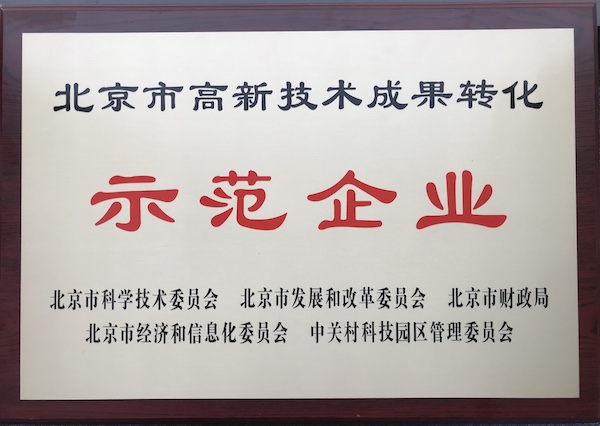 北京市高新技术成果转化
示范企业
北京市科学技术委员会 北京市发展和改革委员会 北京市财政局
北京市经济和信息化委员会 中关村科技园区管理委员会